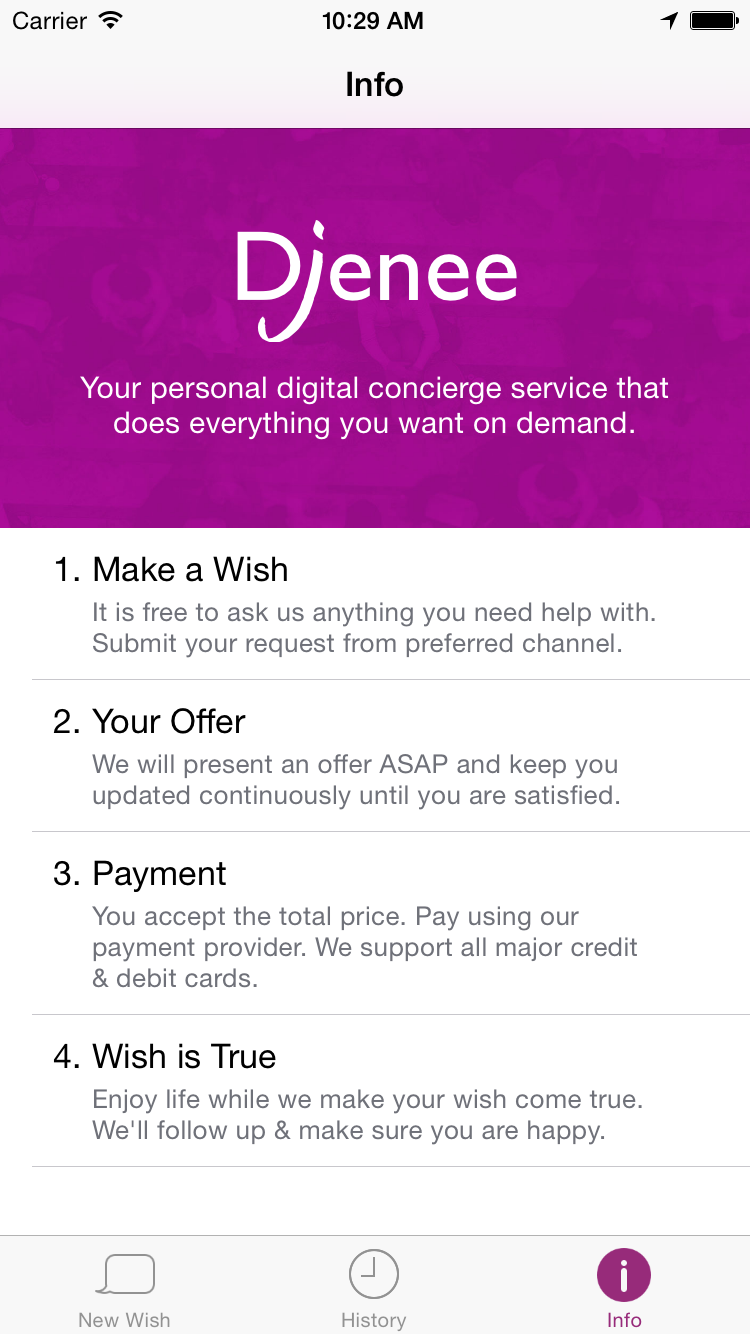 Carrier 10:29 AM
Info
Djenee
Your personal digital concierge service that
does everything you want on demand.
1. Make a Wish
It is free to ask us anything you need help with.
Submit your request from preferred channel.
2. Your Offer
We will present an offer ASAP and keep you
updated continuously until you are satisfied.
3. Payment
You accept the total price. Pay using our
payment provider. We support all major credit
& debit cards.
4. Wish is True
Enjoy life while we make your wish come true.
We'll follow up & make sure you are happy.
New Wish History Info